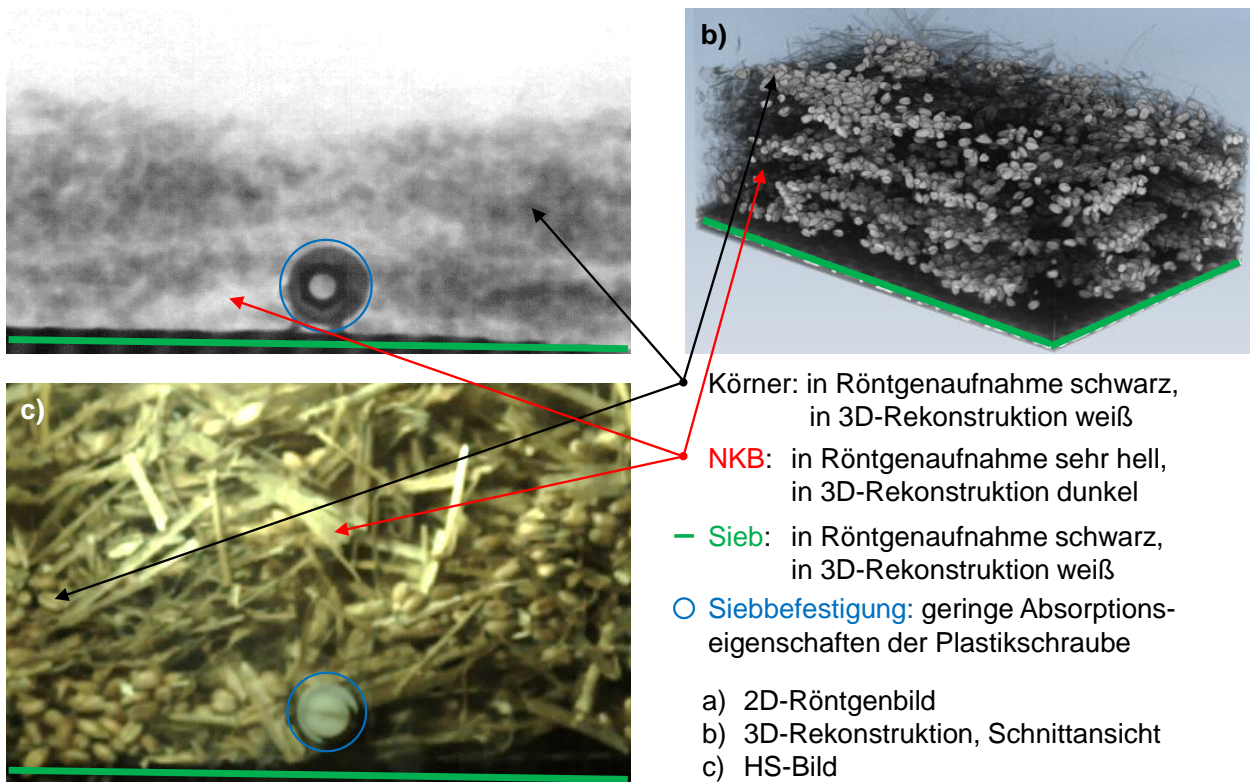 b)
c)
Körner: in Röntgenaufnahme schwarz,
in 3D-Rekonstruktion weiß
NKB: in Röntgenaufnahme sehr hell,
in 3D-Rekonstruktion dunkel
Sieb: in Röntgenaufnahme schwarz,
in 3D-Rekonstruktion weiß
Siebbefestigung: geringe Absorptions-
eigenschaften der Plastikschraube
a) 2D-Röntgenbild
b) 3D-Rekonstruktion, Schnittansicht
c) HS-Bild